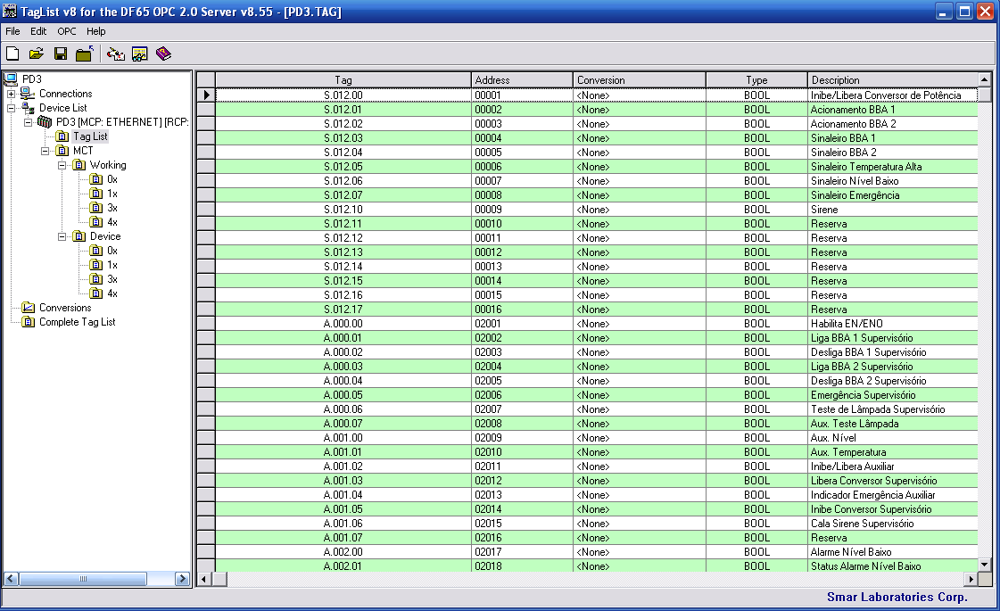 TagList v8 for the DF65 OPC 2.0 Server v8.55 - [PD3.TAG]
File Edit OPC Help
PD3
Connections
Device List
PD3 [MCP: ETHERNET] [RCP:
Tag List
MCT
Working
0x
1x
3x
4x
Device
0x
1x
3x
4x
Conversions
Complete Tag List
Tag Address Conversion Type Description
S.012.00 00001 <None> BOOL Inibe/Libera Conversor de Potência
S.012.01 00002 <None> BOOL Acionamento BBA 1
S.012.02 00003 <None> BOOL Acionamento BBA 2
S.012.03 00004 <None> BOOL Sinaleiro BBA 1
S.012.04 00005 <None> BOOL Sinaleiro BBA 2
S.012.05 00006 <None> BOOL Sinaleiro Temperatura Alta
S.012.06 00007 <None> BOOL Sinaleiro Nível Baixo
S.012.07 00008 <None> BOOL Sinaleiro Emergência
S.012.10 00009 <None> BOOL Sirene
S.012.11 00010 <None> BOOL Reserva
S.012.12 00011 <None> BOOL Reserva
S.012.13 00012 <None> BOOL Reserva
S.012.14 00013 <None> BOOL Reserva
S.012.15 00014 <None> BOOL Reserva
S.012.16 00015 <None> BOOL Reserva
S.012.17 00016 <None> BOOL Reserva
A.000.00 02001 <None> BOOL Habilita EN/ENO
A.000.01 02002 <None> BOOL Liga BBA 1 Supervisório
A.000.02 02003 <None> BOOL Desliga BBA 1 Supervisório
A.000.03 02004 <None> BOOL Liga BBA 2 Supervisório
A.000.04 02005 <None> BOOL Desliga BBA 2 Supervisório
A.000.05 02006 <None> BOOL Emergência Supervisório
A.000.06 02007 <None> BOOL Teste de Lâmpada Supervisório
A.000.07 02008 <None> BOOL Aux. Teste Lâmpada
A.001.00 02009 <None> BOOL Aux. Nível
A.001.01 02010 <None> BOOL Aux. Temperatura
A.001.02 02011 <None> BOOL Inibe/Libera Auxiliar
A.001.03 02012 <None> BOOL Libera Conversor Supervisório
A.001.04 02013 <None> BOOL Indicador Emergência Auxiliar
A.001.05 02014 <None> BOOL Inibe Conversor Supervisório
A.001.06 02015 <None> BOOL Cala Sirene Supervisório
A.001.07 02016 <None> BOOL Reserva
A.002.00 02017 <None> BOOL Alarme Nível Baixo
A.002.01 02018 <None> BOOL Status Alarme Nível Baixo
Smar Laboratories Corp.